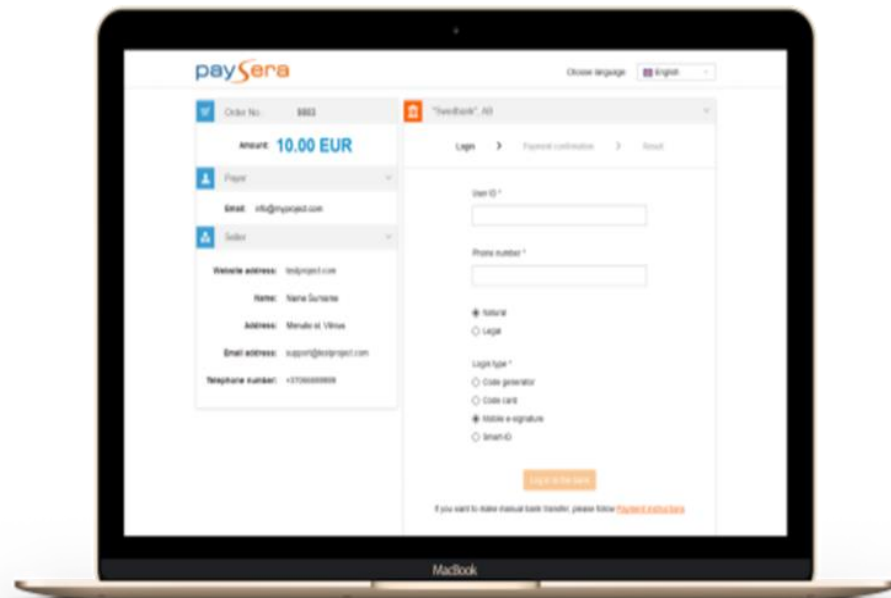 paysera
Choose language English
Order No.: 9883
Amount: 10.00 EUR
Payer
Email: info@myproject.com
Seller
Website address: testproject.com
Name: Name Surname
Address: Menulio st. Vilnius
Email address: support@testproject.com
Telephone number:
"Swedbank", AB
Login > Payment confirmation > Result
User ID *
Phone number *
Natural
Legal
Login type *
Code generator
Code card
Mobile e-signature
Smart-ID
Log in to the bank
If you want to make manual bank transfer, please follow Payment instructions
MacBook